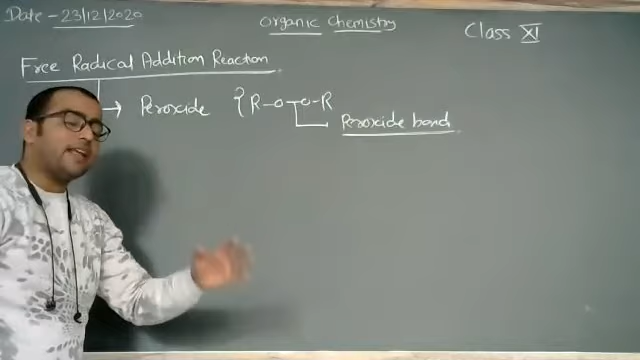 Date - 23/12/2020
Organic Chemistry
Class XI
Free Radical Addition Reaction
→ Peroxide { R-O-O-R
Peroxide bond